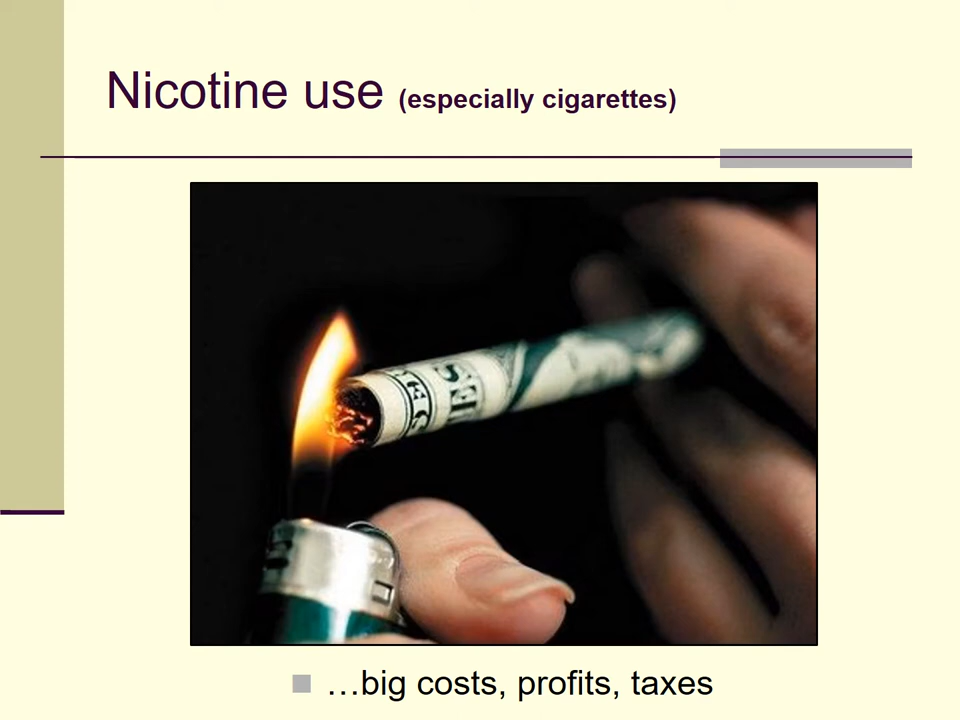 Nicotine use (especially cigarettes)
…big costs, profits, taxes